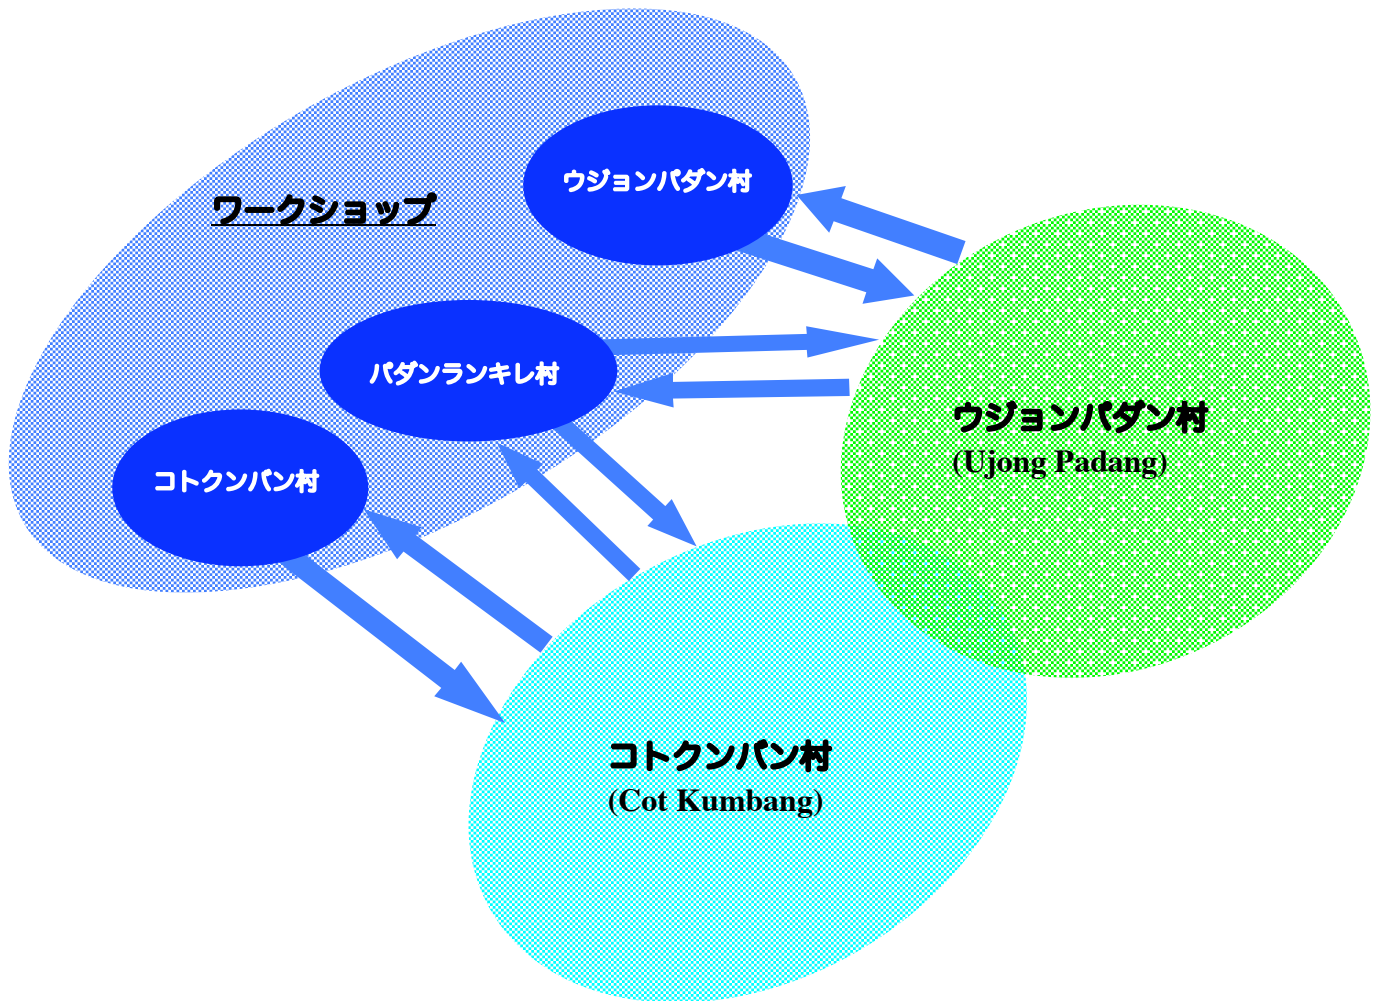 ウジョンパダン村
ワークショップ
パダンランキレ村
ウジョンパダン村
(Ujong Padang)
コトクンバン村
コトクンバン村
(Cot Kumbang)